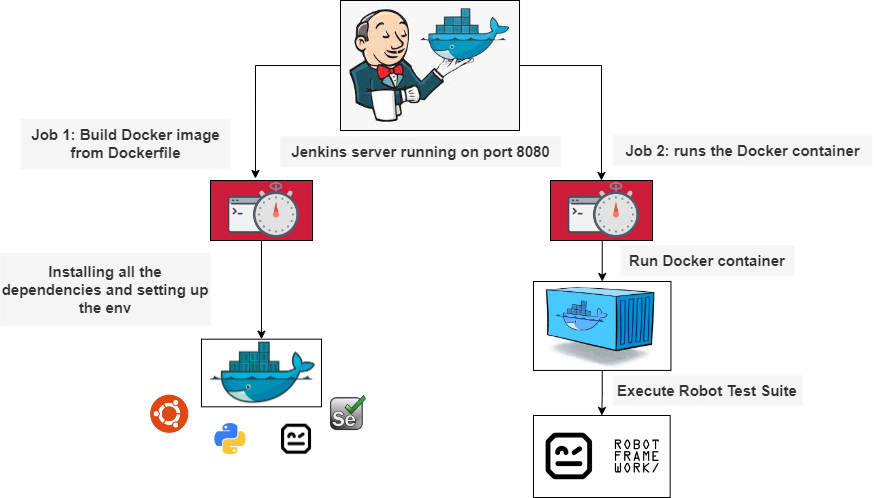 Job 1: Build Docker image
from Dockerfile
Jenkins server running on port 8080
Job 2: runs the Docker container
>_
>_
Installing all the
dependencies and setting up
the env
Run Docker container
Se
Execute Robot Test Suite
ROBOT
FRAME
WORK/